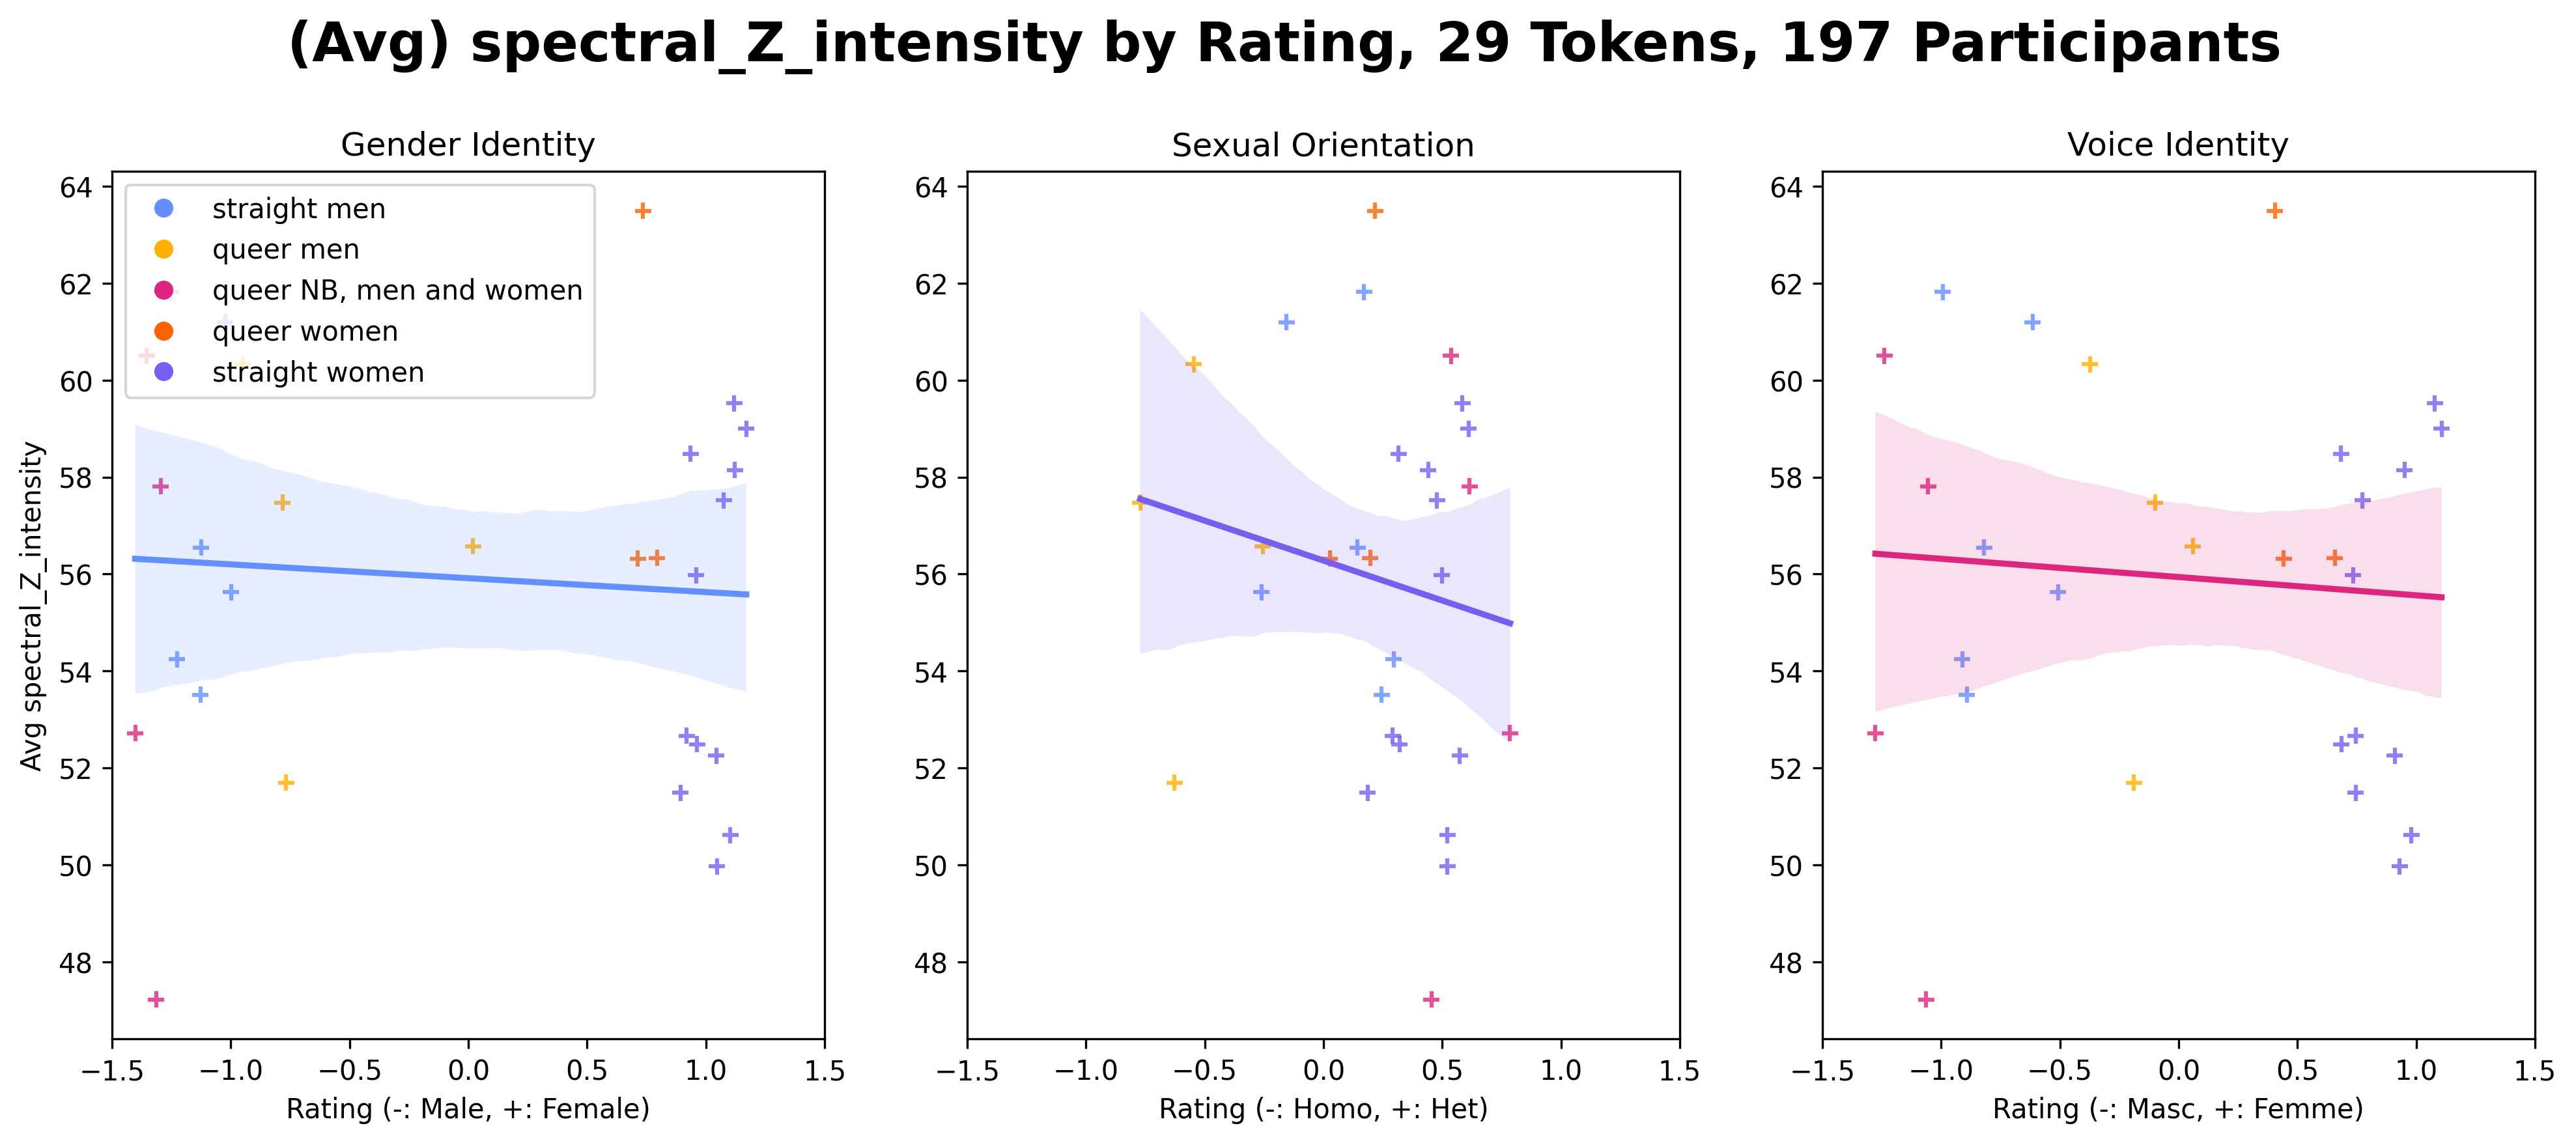 (Avg) spectral_Z_intensity by Rating, 29 Tokens, 197 Participants
Gender Identity
Sexual Orientation
Voice Identity
straight men
queer men
queer NB, men and women
queer women
straight women
Avg spectral_Z_intensity
64
62
60
58
56
54
52
50
48
−1.5 −1.0 −0.5 0.0 0.5 1.0 1.5
Rating (-: Male, +: Female)
64
62
60
58
56
54
52
50
48
−1.5 −1.0 −0.5 0.0 0.5 1.0 1.5
Rating (-: Homo, +: Het)
64
62
60
58
56
54
52
50
48
−1.5 −1.0 −0.5 0.0 0.5 1.0 1.5
Rating (-: Masc, +: Femme)